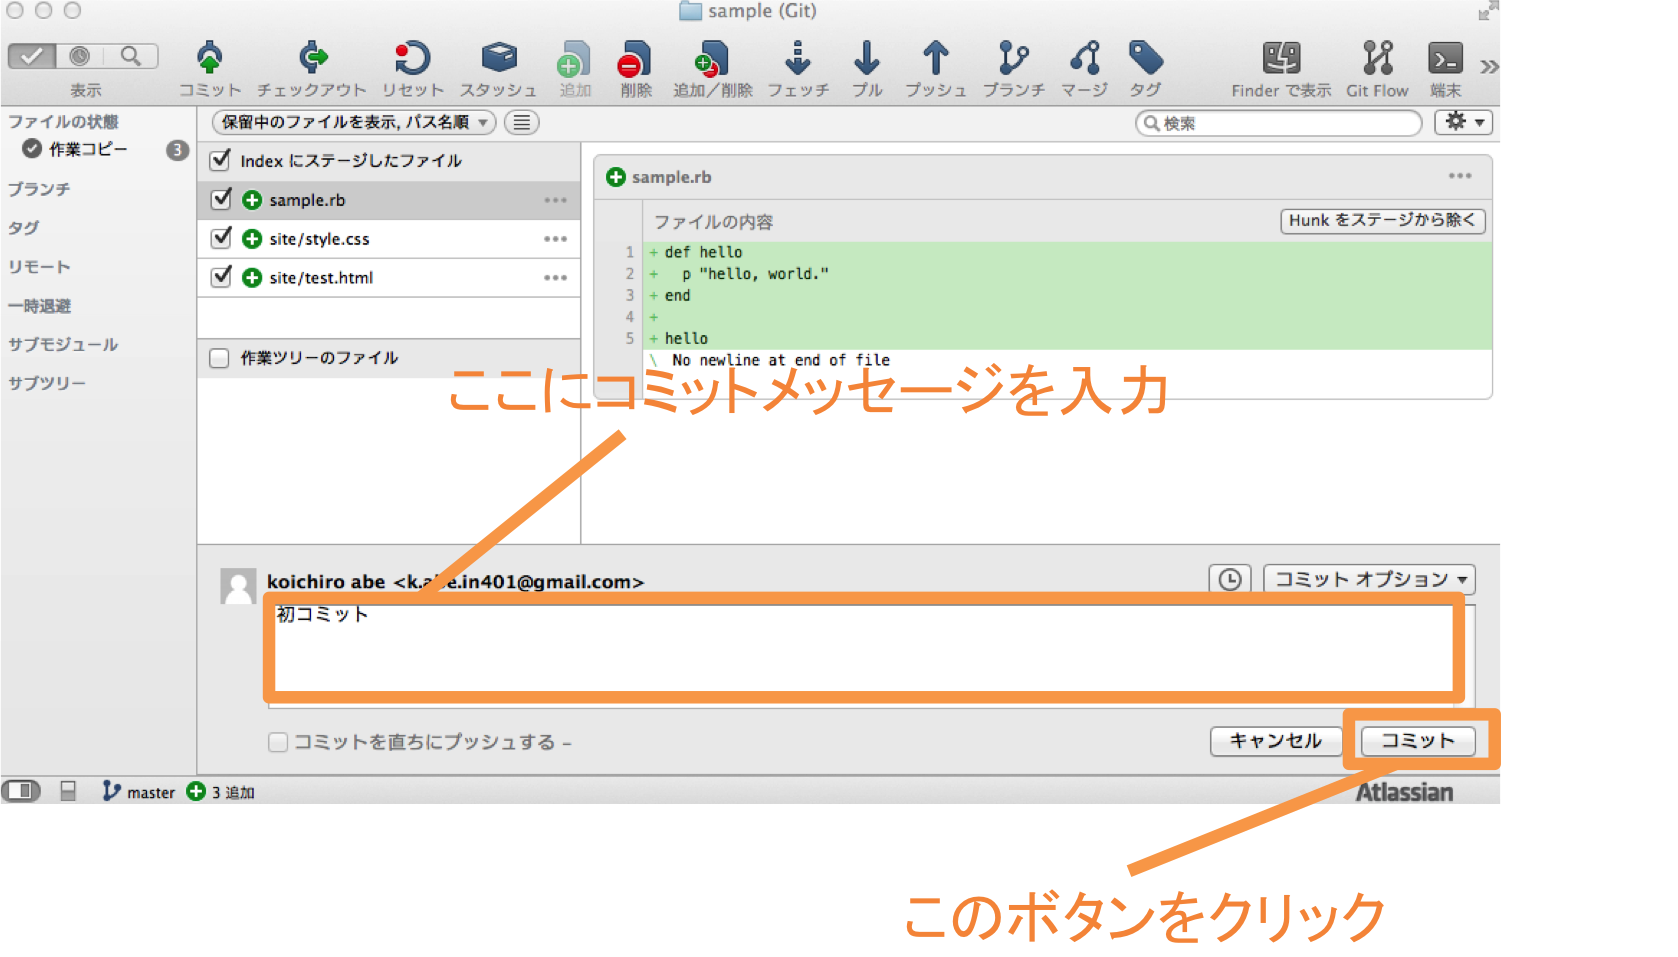 sample (Git)
表示 コミット チェックアウト リセット スタッシュ 追加 削除 追加／削除 フェッチ プル プッシュ ブランチ マージ タグ Finder で表示 Git Flow 端末
ファイルの状態
作業コピー 3
ブランチ
タグ
リモート
一時退避
サブモジュール
サブツリー
保留中のファイルを表示, パス名順
検索
Index にステージしたファイル
sample.rb
site/style.css
site/test.html
作業ツリーのファイル
sample.rb
ファイルの内容 Hunk をステージから除く
1 + def hello
2 + p "hello, world."
3 + end
4 +
5 + hello
\ No newline at end of file
ここにコミットメッセージを入力
koichiro abe <k.abe.in401@gmail.com>
コミット オプション
初コミット
コミットを直ちにプッシュする –
キャンセル コミット
master 3 追加
Atlassian
このボタンをクリック